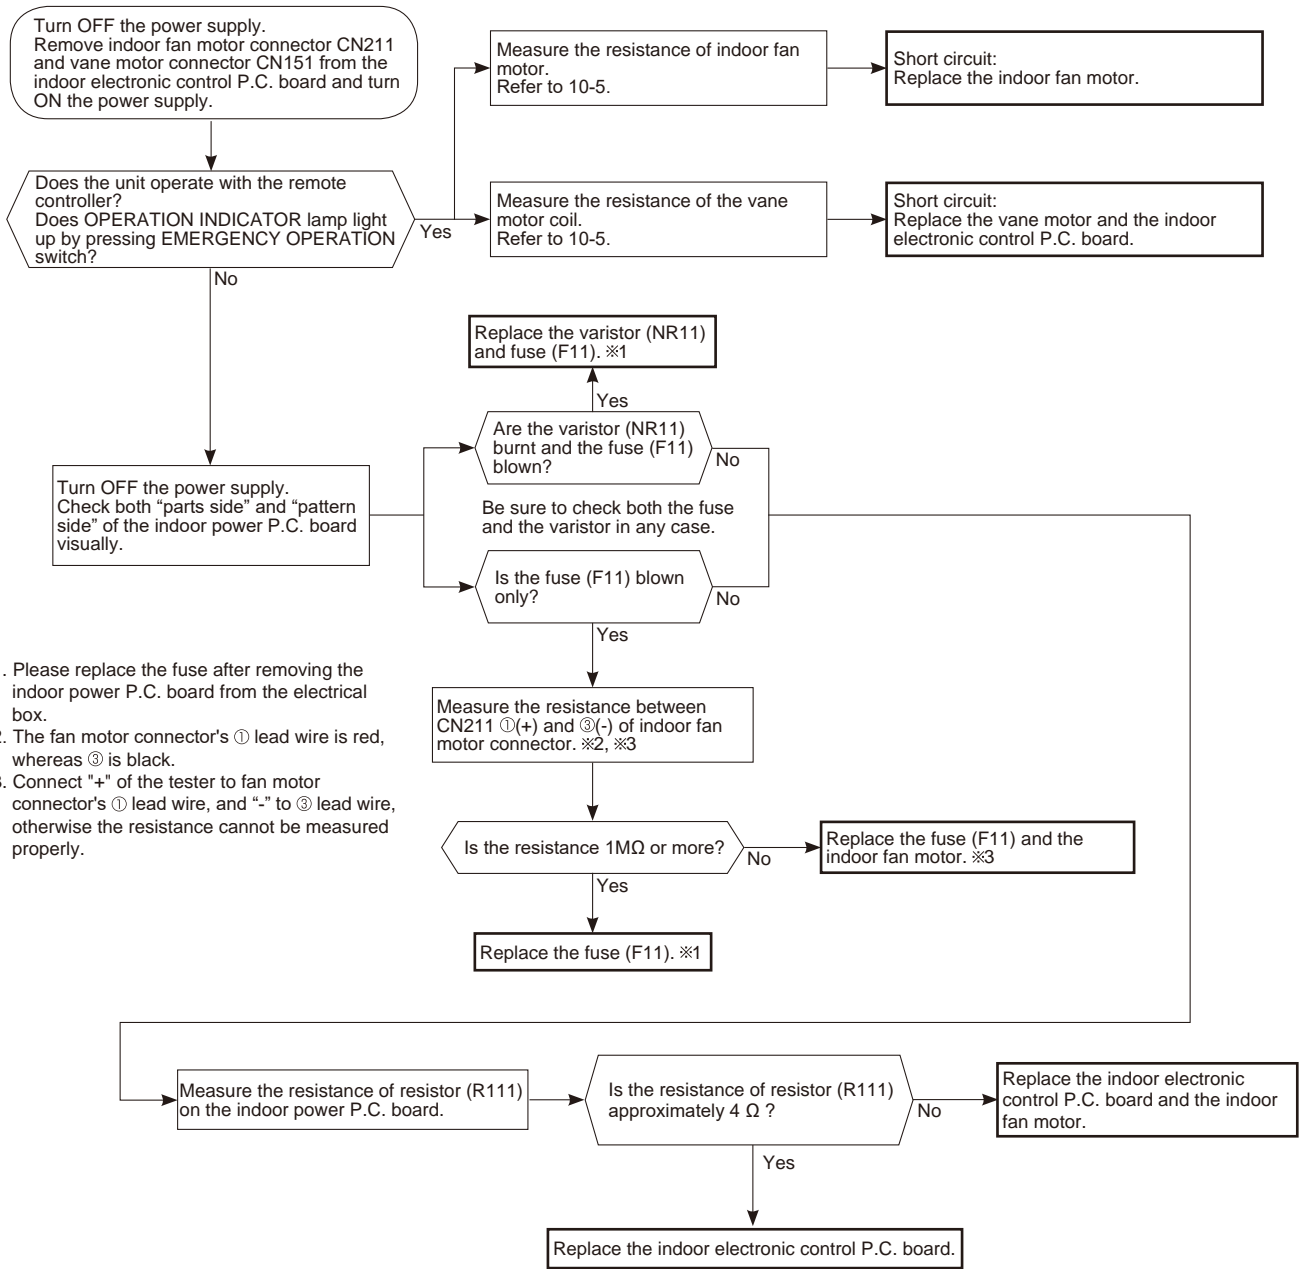 Turn OFF the power supply.
Remove indoor fan motor connector CN211
and vane motor connector CN151 from the
indoor electronic control P.C. board and turn
ON the power supply.
Measure the resistance of indoor fan
motor.
Refer to 10-5.
Short circuit:
Replace the indoor fan motor.
Does the unit operate with the remote
controller?
Does OPERATION INDICATOR lamp light
up by pressing EMERGENCY OPERATION
switch?
Yes
Measure the resistance of the vane
motor coil.
Refer to 10-5.
Short circuit:
Replace the vane motor and the indoor
electronic control P.C. board.
No
Replace the varistor (NR11)
and fuse (F11). ※1
Yes
Are the varistor (NR11)
burnt and the fuse (F11)
blown?
No
Turn OFF the power supply.
Check both “parts side” and “pattern
side” of the indoor power P.C. board
visually.
Be sure to check both the fuse
and the varistor in any case.
Is the fuse (F11) blown
only?
No
Yes
. Please replace the fuse after removing the
indoor power P.C. board from the electrical
box.
2. The fan motor connector's ① lead wire is red,
whereas ③ is black.
3. Connect "+" of the tester to fan motor
connector's ① lead wire, and “-” to ③ lead wire,
otherwise the resistance cannot be measured
properly.
Measure the resistance between
CN211 ①(+) and ③(-) of indoor fan
motor connector. ※2, ※3
Is the resistance 1MΩ or more?
No
Replace the fuse (F11) and the
indoor fan motor. ※3
Yes
Replace the fuse (F11). ※1
Measure the resistance of resistor (R111)
on the indoor power P.C. board.
Is the resistance of resistor (R111)
approximately 4 Ω ?
No
Replace the indoor electronic
control P.C. board and the indoor
fan motor.
Yes
Replace the indoor electronic control P.C. board.